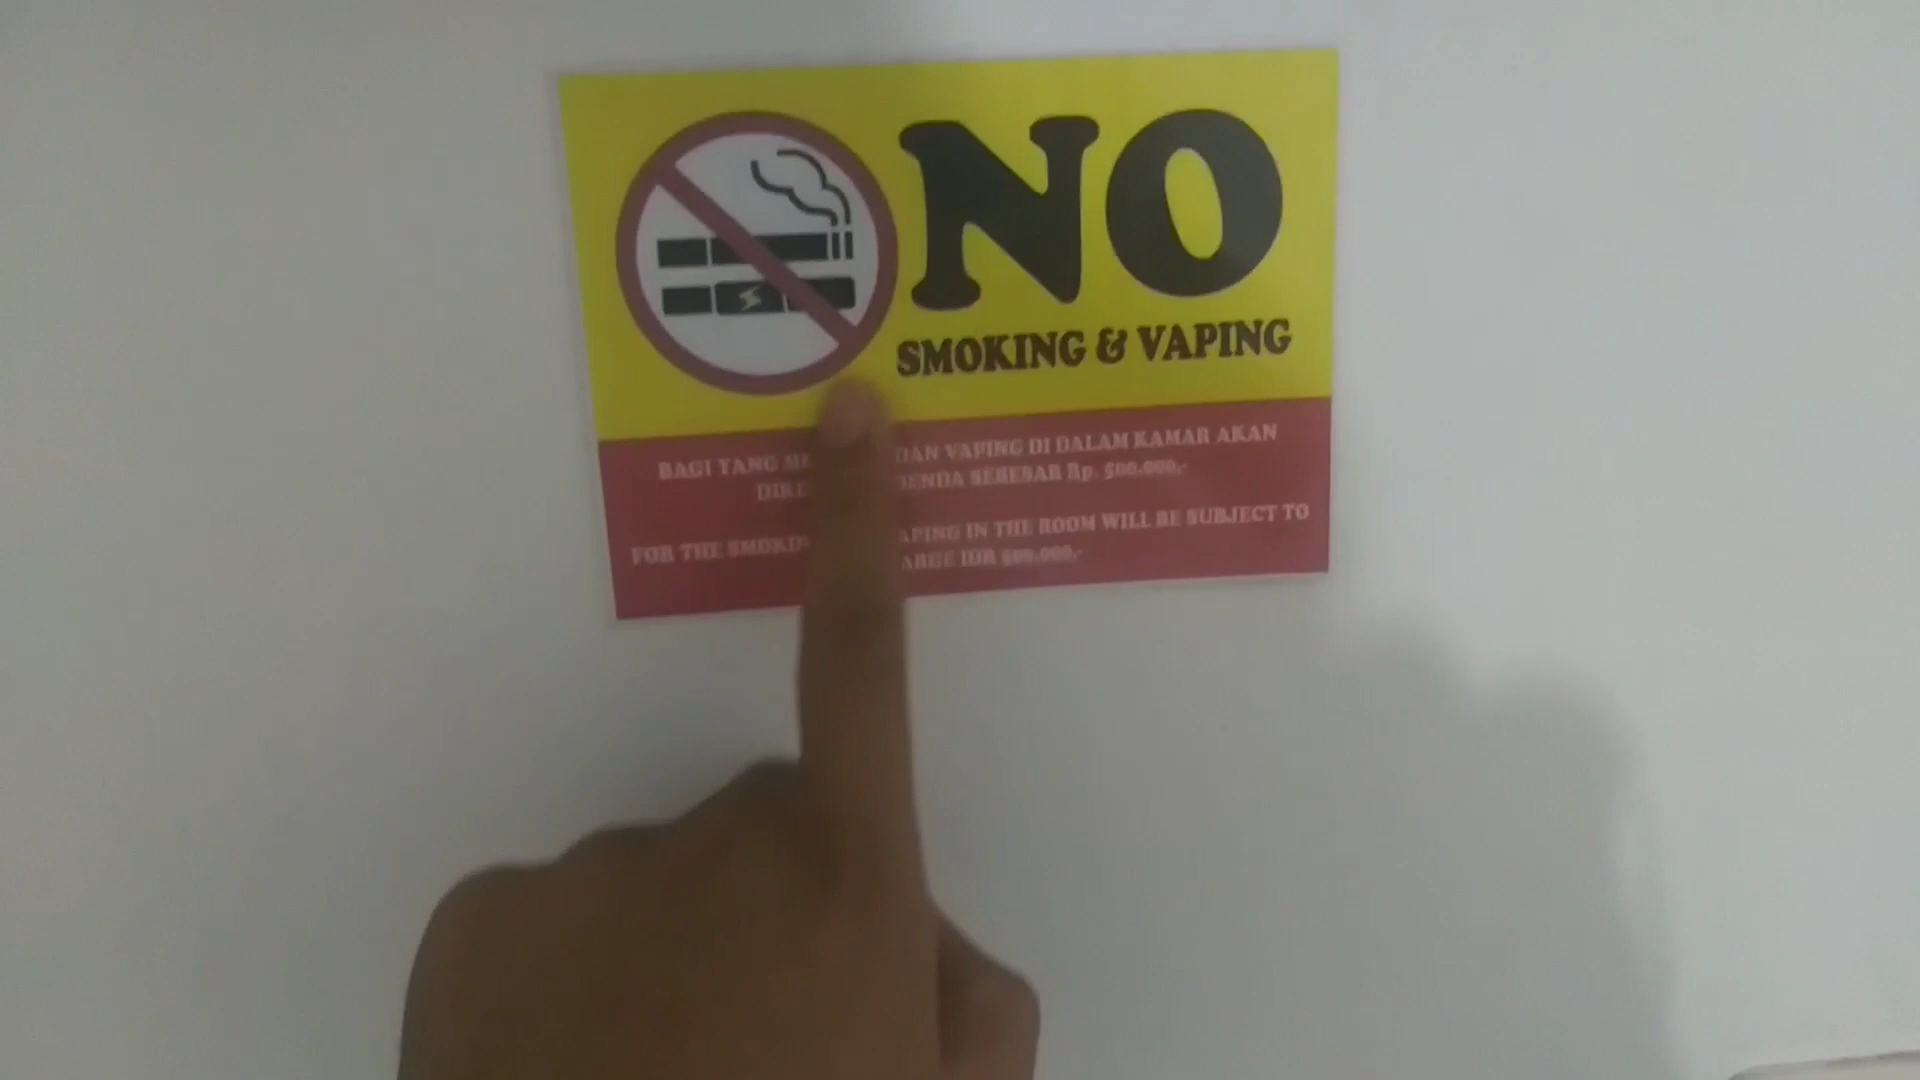 NO
SMOKING & VAPING
BAGI YANG DAN VAPING DI DALAM KAMAR AKAN
SEBESAR Rp. 500.000,-
FOR THE IN THE ROOM WILL BE SUBJECT TO
IDR 500.000,-